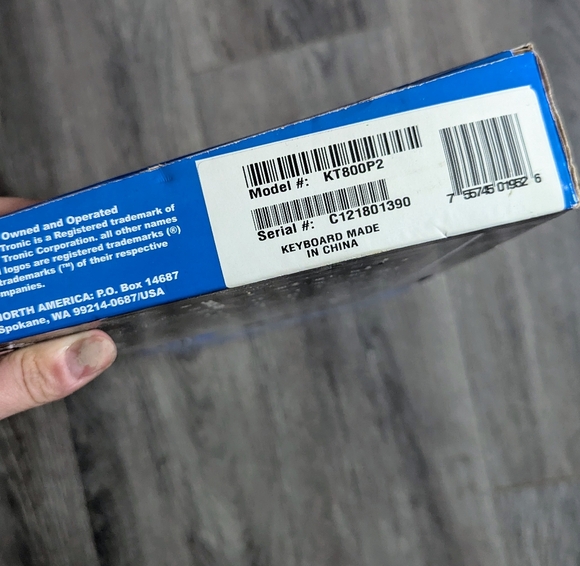 Owned and Operated
Tronic is a Registered trademark of
Tronic Corporation. all other names
logos are registered trademarks (®)
trademarks (™) of their respective
mpanies.
NORTH AMERICA: P.O. Box 14687
Spokane, WA 99214-0687/USA
Model #: KT800P2
Serial #: C121801390
KEYBOARD MADE
IN CHINA
7 55745 01952 6